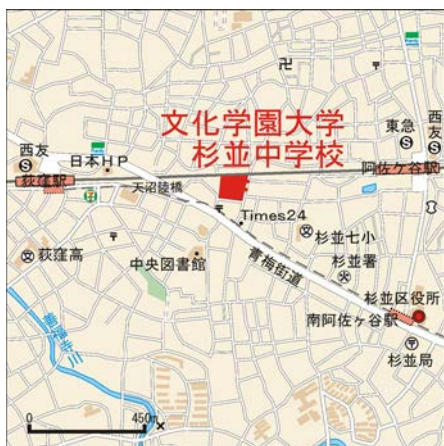 文化学園大学
杉並中学校
西友
日本HP
東急
西友
荻窪駅
天沼陸橋
阿佐ケ谷駅
Times24
杉並七小
荻窪高
中央図書館
青梅街道
杉並署
杉並区役所
南阿佐ケ谷駅
杉並局
善福寺川
0
450m